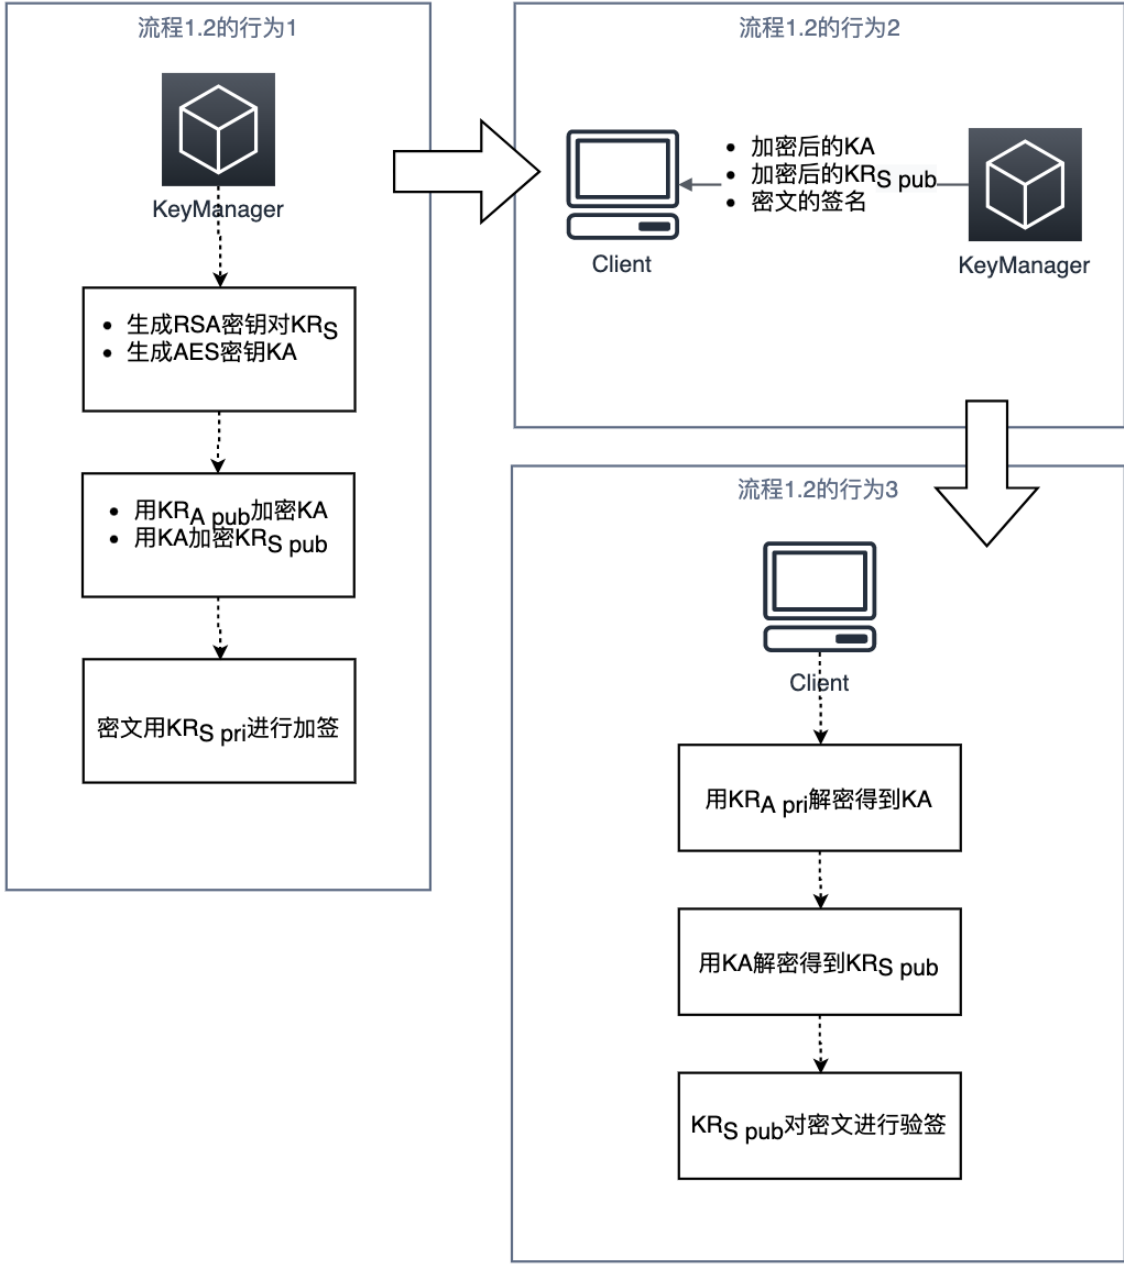 流程1.2的行为1
KeyManager
• 生成RSA密钥对KRS
• 生成AES密钥KA
• 用KRA pub加密KA
• 用KA加密KRS pub
密文用KRS pri进行加签
流程1.2的行为2
• 加密后的KA
• 加密后的KRS pub
• 密文的签名
Client
KeyManager
流程1.2的行为3
Client
用KRA pri解密得到KA
用KA解密得到KRS pub
KRS pub对密文进行验签